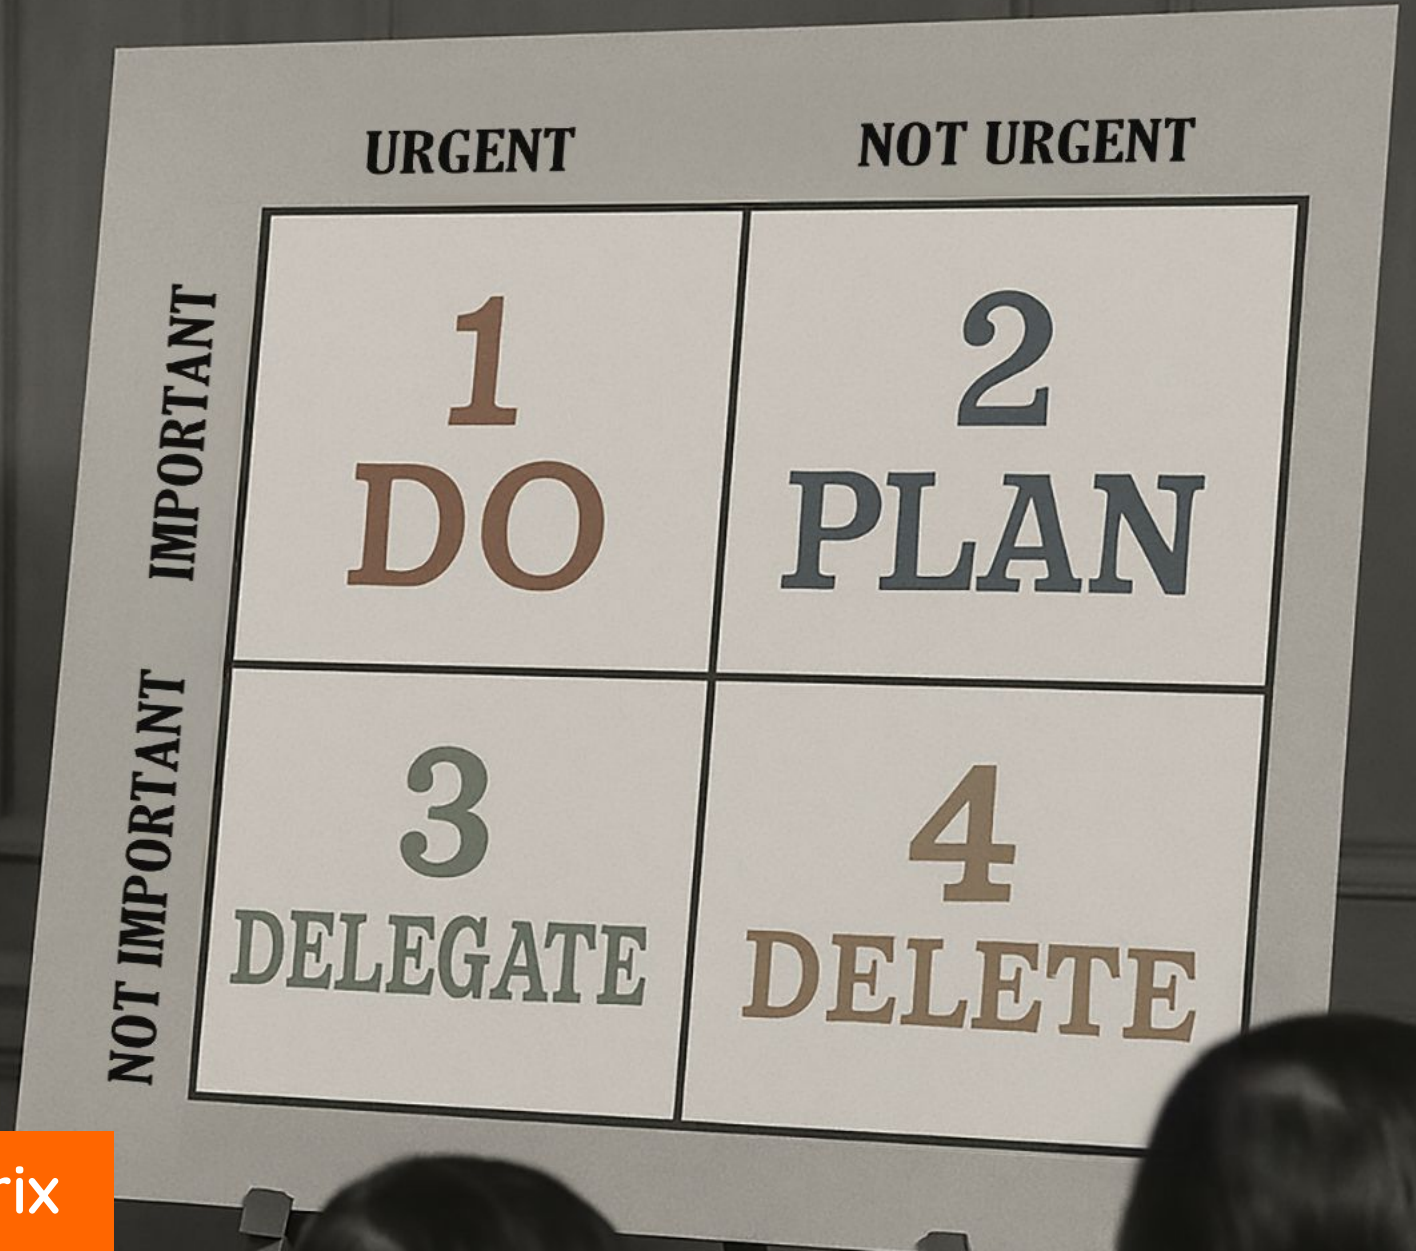 URGENT
NOT URGENT
IMPORTANT
1
DO
2
PLAN
NOT IMPORTANT
3
DELEGATE
4
DELETE
rix